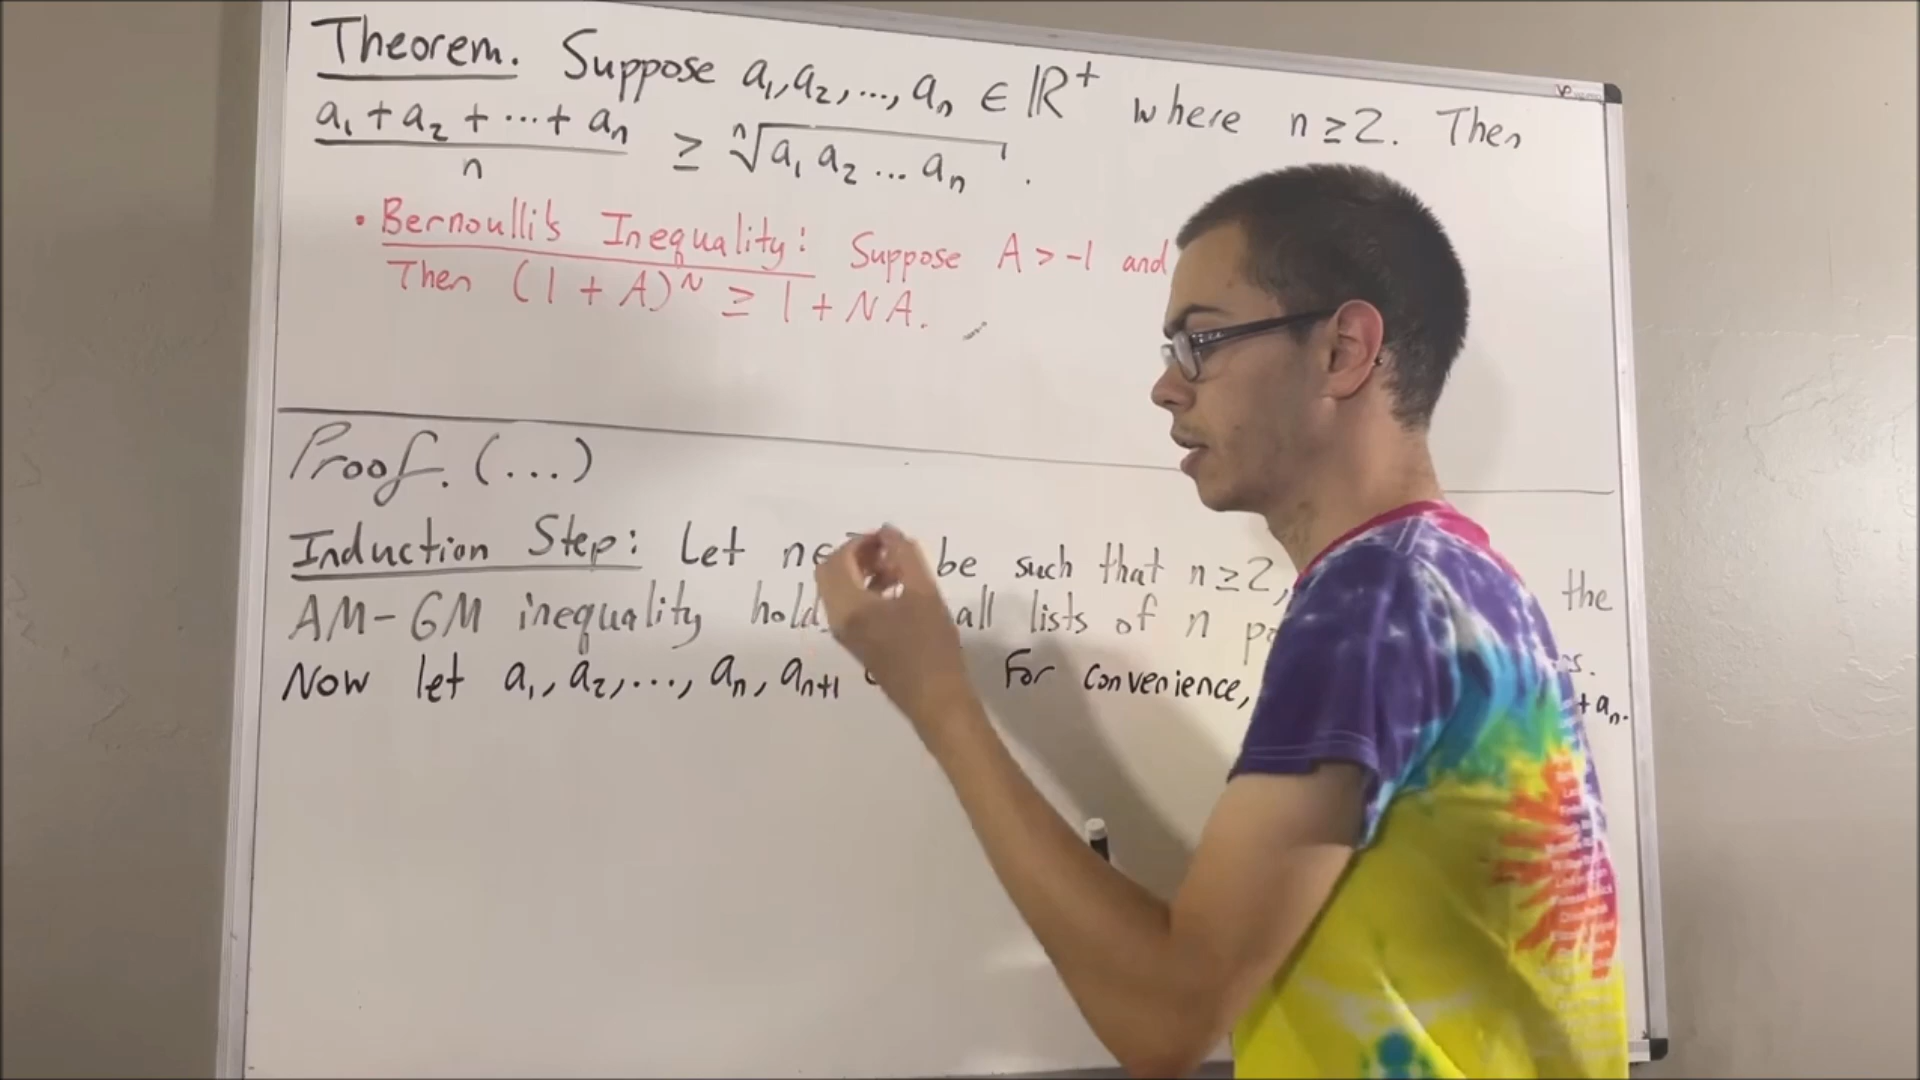 Theorem. Suppose a₁, a₂, ..., aₙ ∈ ℝ⁺ where n ≥ 2. Then
(a₁ + a₂ + ··· + aₙ)/n ≥ ⁿ√(a₁ a₂ ... aₙ).
• Bernoulli's Inequality: Suppose A > -1 and
Then (1 + A)ᴺ ≥ 1 + NA.
Proof. (...)
Induction Step: Let n ∈ be such that n ≥ 2, the
AM-GM inequality all lists of n
Now let a₁, a₂, ..., aₙ, aₙ₊₁ For convenience, + aₙ.